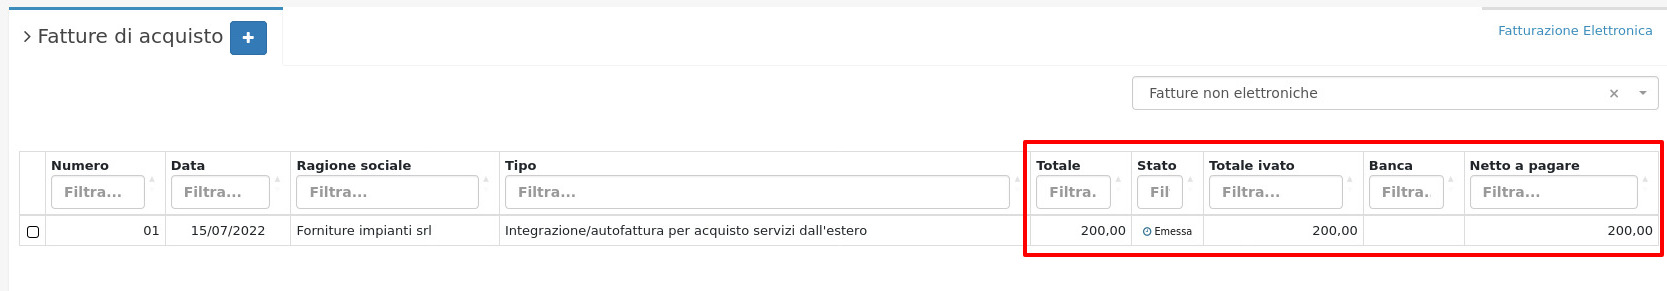 Fatture di acquisto +
Fatturazione Elettronica
Fatture non elettroniche ×
Numero Data Ragione sociale Tipo Totale Stato Totale ivato Banca Netto a pagare
Filtra... Filtra... Filtra... Filtra... Filtra. Fil Filtra... Filtra.. Filtra...
01 15/07/2022 Forniture impianti srl Integrazione/autofattura per acquisto servizi dall'estero 200,00 Emessa 200,00 200,00